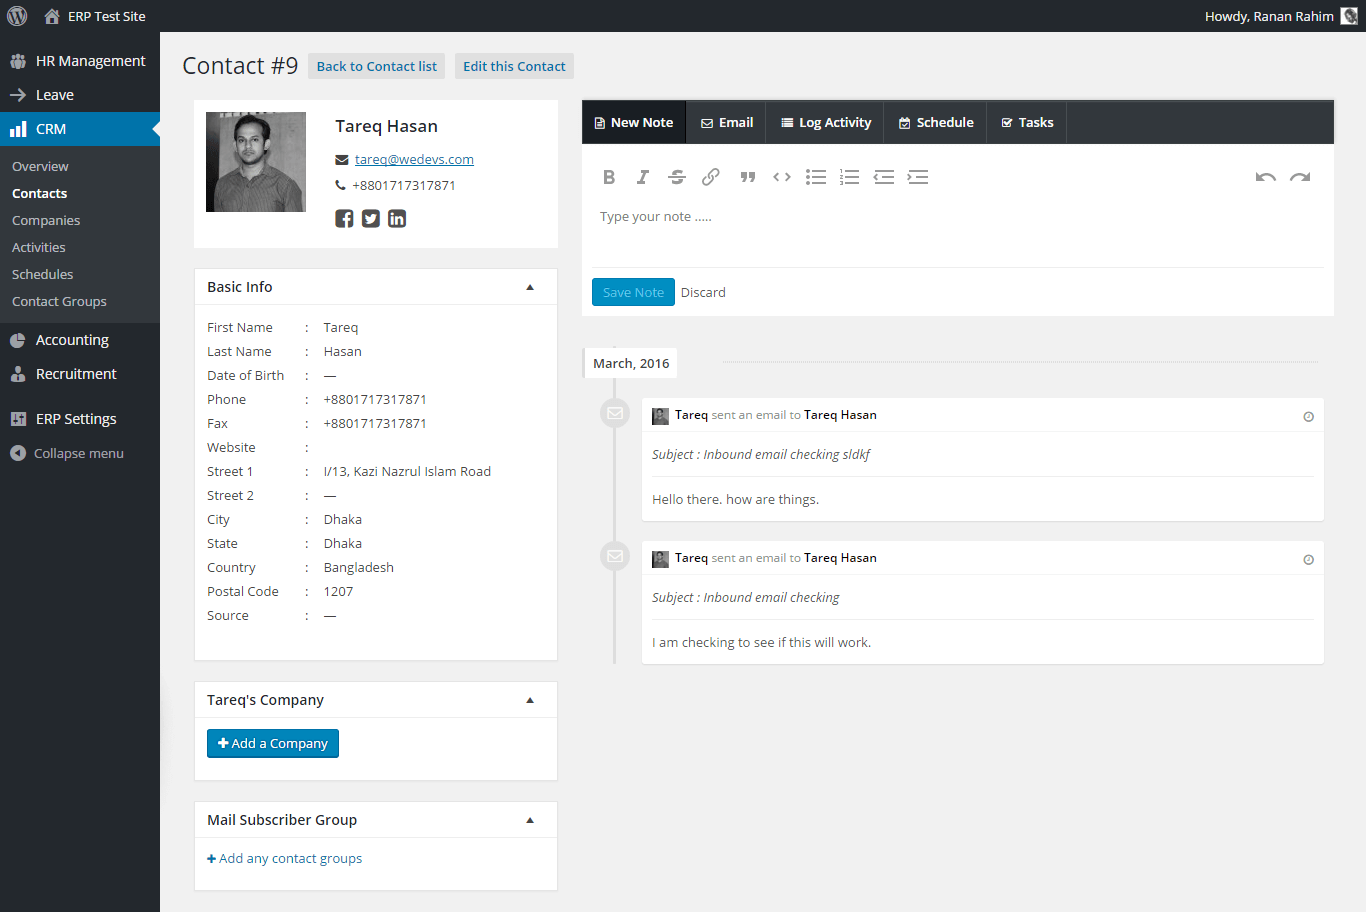 ERP Test Site
Howdy, Ranan Rahim
HR Management
Leave
CRM
Overview
Contacts
Companies
Activities
Schedules
Contact Groups
Accounting
Recruitment
ERP Settings
Collapse menu
Contact #9 Back to Contact list Edit this Contact
Tareq Hasan
tareq@wedevs.com
+8801717317871
Basic Info
First Name : Tareq
Last Name : Hasan
Date of Birth : —
Phone : +8801717317871
Fax : +8801717317871
Website :
Street 1 : I/13, Kazi Nazrul Islam Road
Street 2 : —
City : Dhaka
State : Dhaka
Country : Bangladesh
Postal Code : 1207
Source : —
Tareq's Company
Add a Company
Mail Subscriber Group
Add any contact groups
New Note Email Log Activity Schedule Tasks
Type your note .....
Save Note Discard
March, 2016
Tareq sent an email to Tareq Hasan
Subject : Inbound email checking sldkf
Hello there. how are things.
Tareq sent an email to Tareq Hasan
Subject : Inbound email checking
I am checking to see if this will work.